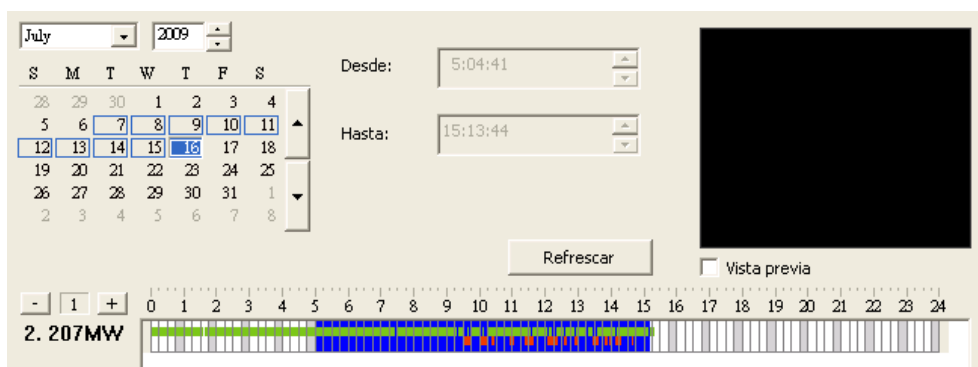 July 2009
S M T W T F S
28 29 30 1 2 3 4
5 6 7 8 9 10 11
12 13 14 15 16 17 18
19 20 21 22 23 24 25
26 27 28 29 30 31 1
2 3 4 5 6 7 8
Desde: 5:04:41
Hasta: 15:13:44
Refrescar
Vista previa
- 1 + 0 1 2 3 4 5 6 7 8 9 10 11 12 13 14 15 16 17 18 19 20 21 22 23 24
2. 207MW